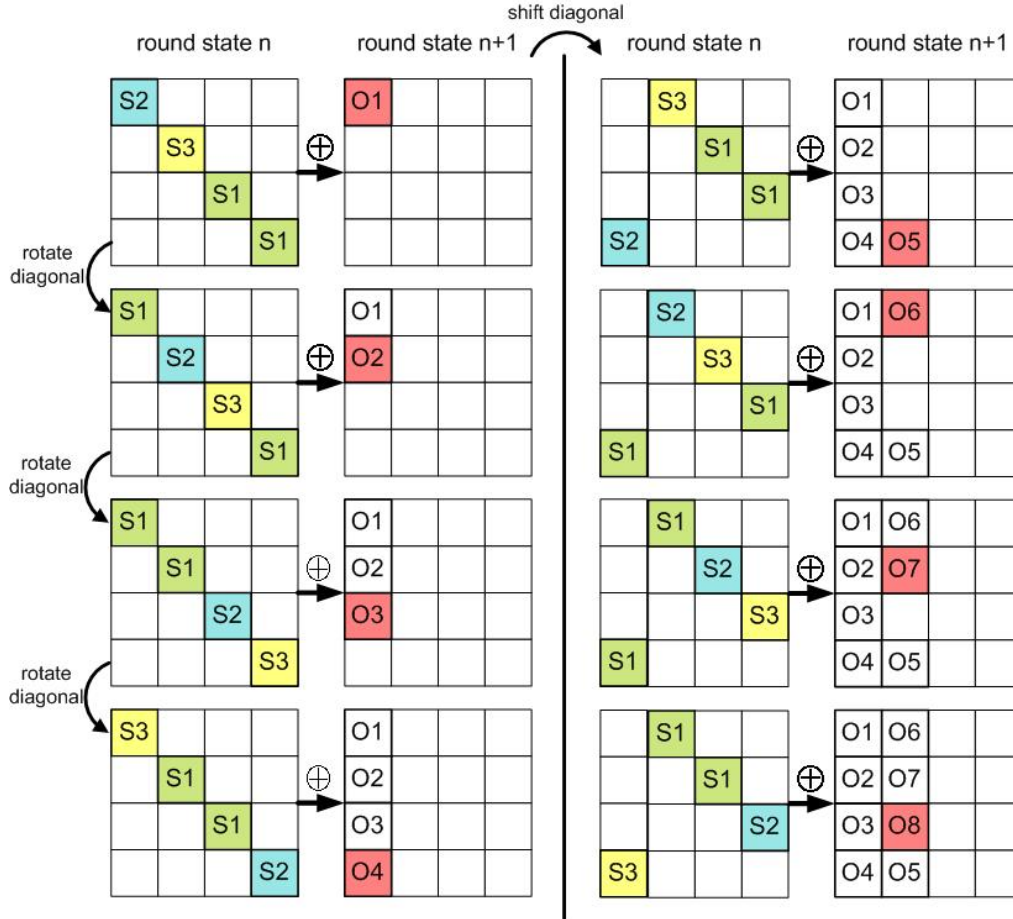 shift diagonal
round state n
round state n+1
round state n
round state n+1
S2
O1
S3
S1
S1
rotate
diagonal
S1
O1
S2
O2
S3
S1
rotate
diagonal
S1
O1
S1
O2
S2
O3
S3
rotate
diagonal
S3
O1
S1
O2
S1
O3
S2
O4
S3
O1
S1
O2
S1
O3
S2
O4 O5
S2
O1 O6
S3
O2
S1
O3
S1
O4 O5
S1
O1 O6
S2
O2 O7
S3
O3
S1
O4 O5
S1
O1 O6
S1
O2 O7
S2
O3 O8
S3
O4 O5